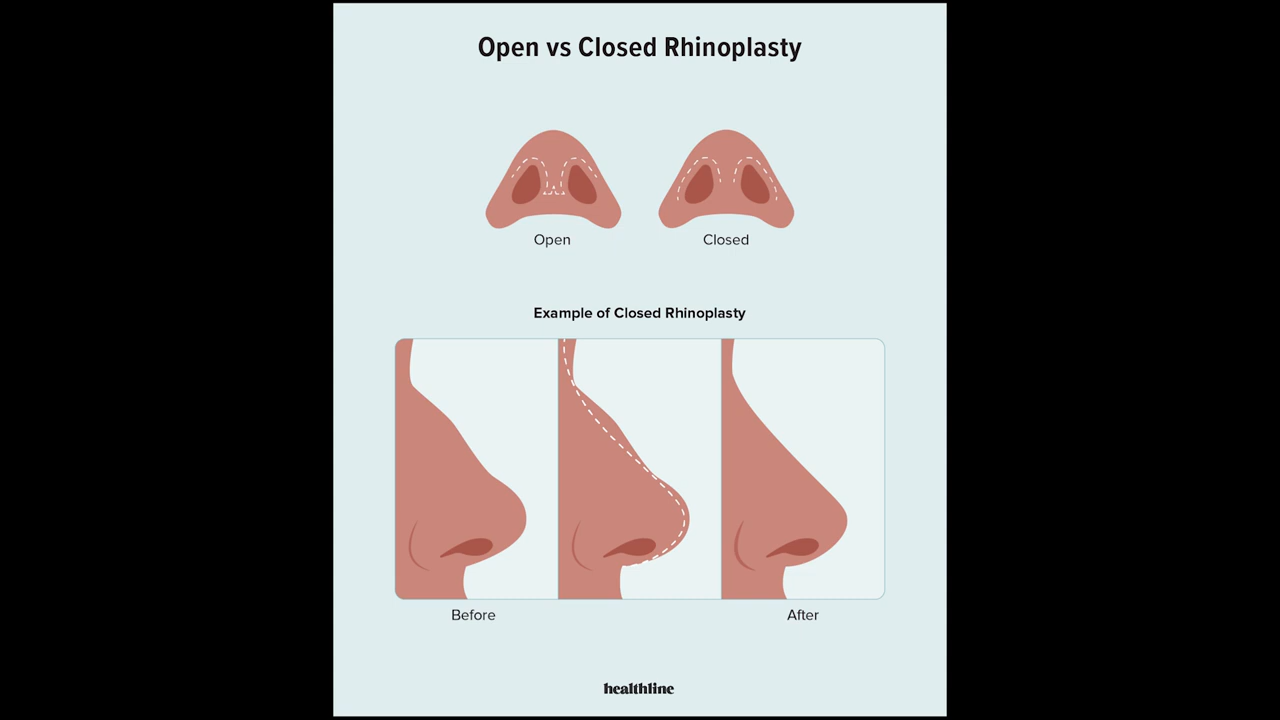 Open vs Closed Rhinoplasty
Open
Closed
Example of Closed Rhinoplasty
Before
After
healthline